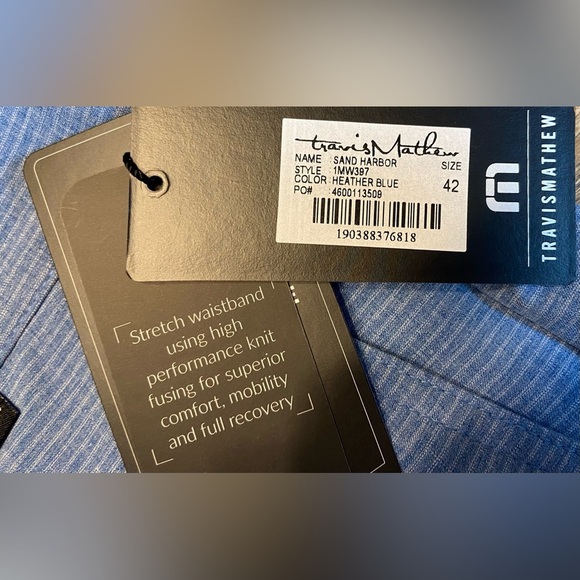 travisMathew
NAME : SAND HARBOR
SIZE
STYLE : 1MW397
COLOR : HEATHER BLUE
42
PO# : 4600113509
190388376818
TRAVISMATHEW
Stretch waistband
using high
performance knit
fusing for superior
comfort, mobility
and full recovery